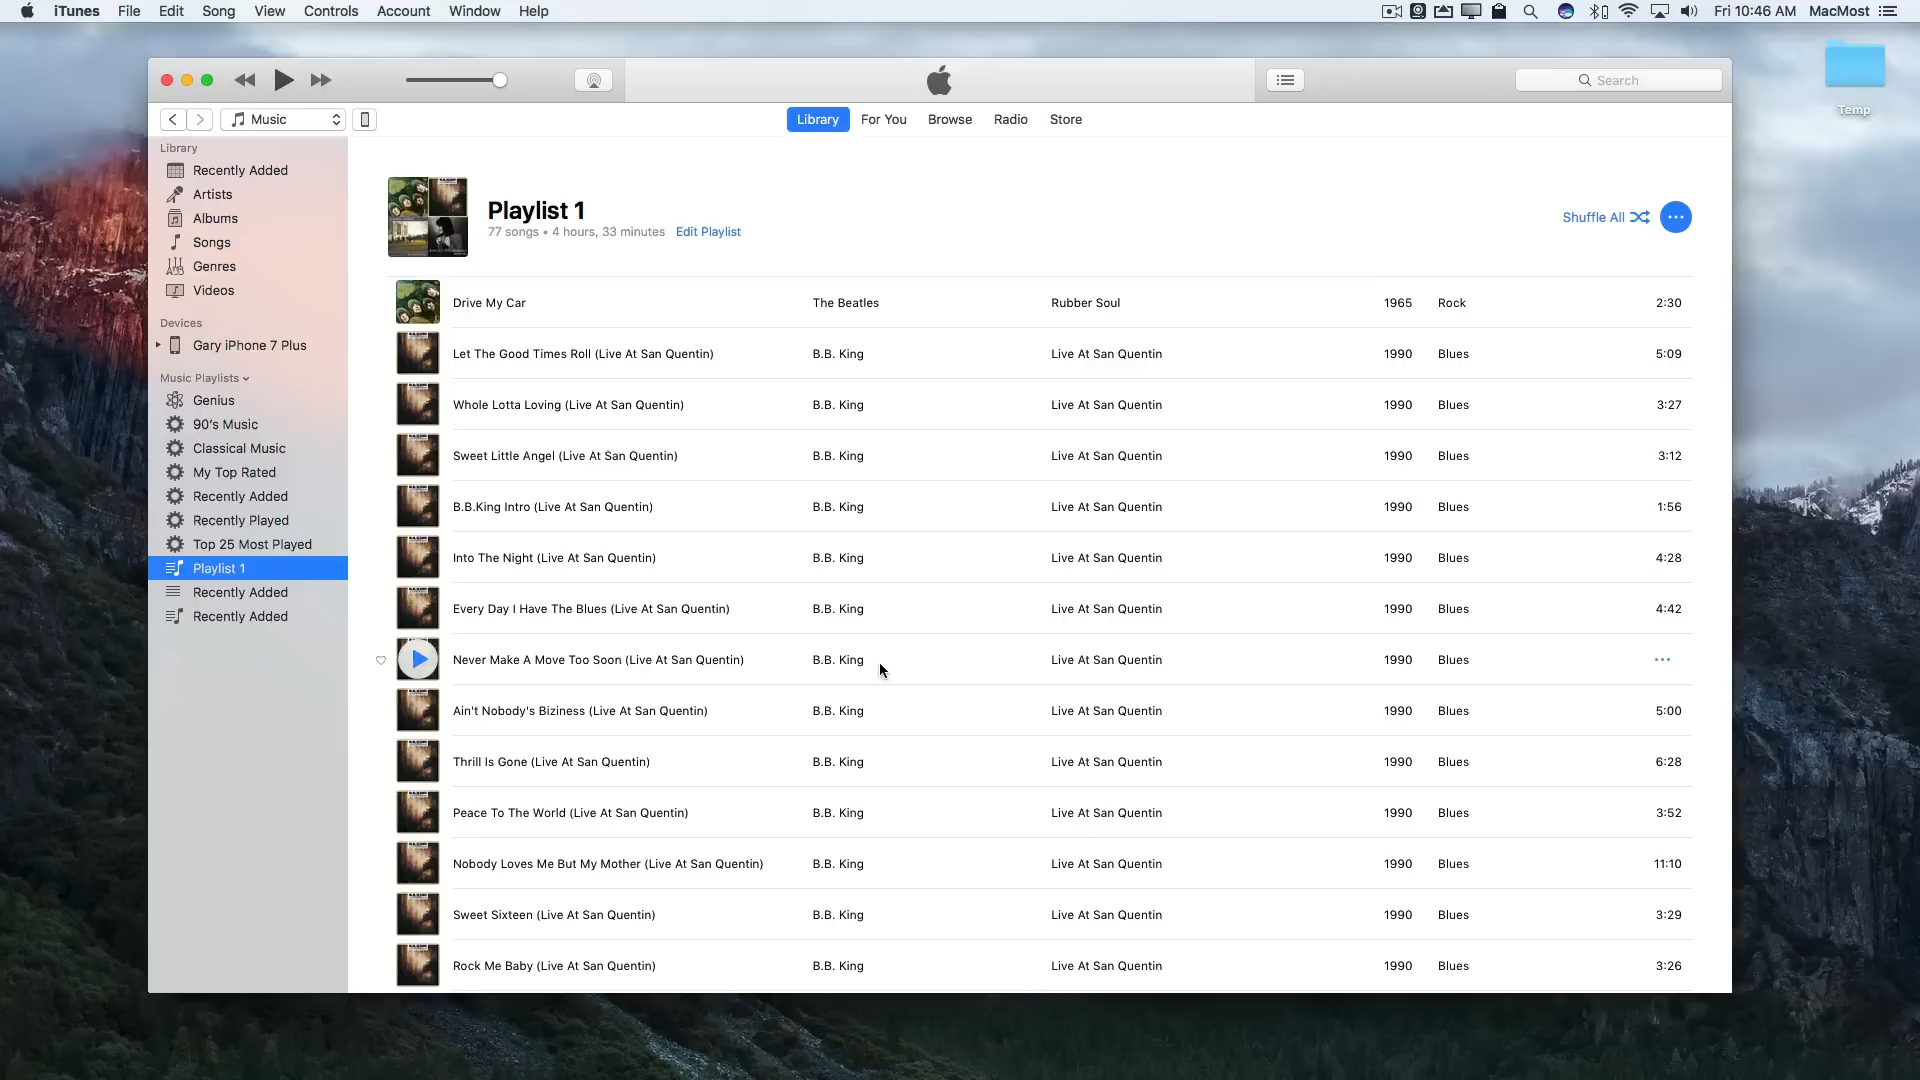 iTunes File Edit Song View Controls Account Window Help Fri 10:46 AM MacMost
Temp
Search
Music Library For You Browse Radio Store
Library
Recently Added
Artists
Albums
Songs
Genres
Videos
Devices
Gary iPhone 7 Plus
Music Playlists
Genius
90's Music
Classical Music
My Top Rated
Recently Added
Recently Played
Top 25 Most Played
Playlist 1
Recently Added
Recently Added
Playlist 1
77 songs • 4 hours, 33 minutes Edit Playlist
Shuffle All
Drive My Car The Beatles Rubber Soul 1965 Rock 2:30
Let The Good Times Roll (Live At San Quentin) B.B. King Live At San Quentin 1990 Blues 5:09
Whole Lotta Loving (Live At San Quentin) B.B. King Live At San Quentin 1990 Blues 3:27
Sweet Little Angel (Live At San Quentin) B.B. King Live At San Quentin 1990 Blues 3:12
B.B.King Intro (Live At San Quentin) B.B. King Live At San Quentin 1990 Blues 1:56
Into The Night (Live At San Quentin) B.B. King Live At San Quentin 1990 Blues 4:28
Every Day I Have The Blues (Live At San Quentin) B.B. King Live At San Quentin 1990 Blues 4:42
Never Make A Move Too Soon (Live At San Quentin) B.B. King Live At San Quentin 1990 Blues
Ain't Nobody's Biziness (Live At San Quentin) B.B. King Live At San Quentin 1990 Blues 5:00
Thrill Is Gone (Live At San Quentin) B.B. King Live At San Quentin 1990 Blues 6:28
Peace To The World (Live At San Quentin) B.B. King Live At San Quentin 1990 Blues 3:52
Nobody Loves Me But My Mother (Live At San Quentin) B.B. King Live At San Quentin 1990 Blues 11:10
Sweet Sixteen (Live At San Quentin) B.B. King Live At San Quentin 1990 Blues 3:29
Rock Me Baby (Live At San Quentin) B.B. King Live At San Quentin 1990 Blues 3:26